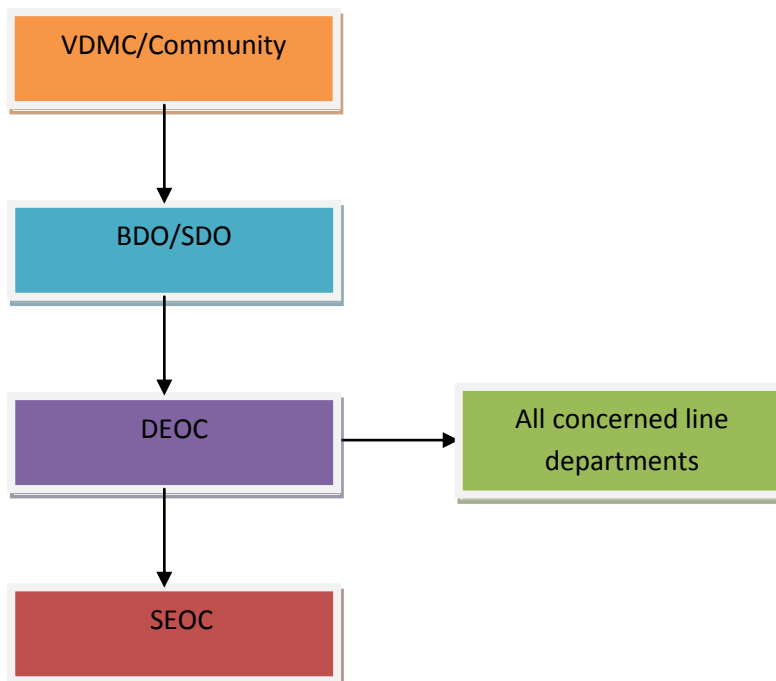 VDMC/Community
BDO/SDO
DEOC
All concerned line
departments
SEOC